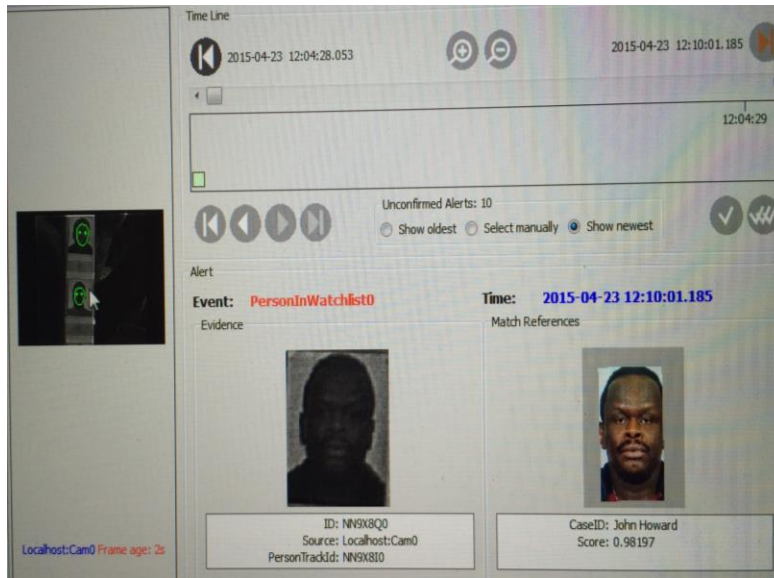 Time Line
2015-04-23 12:04:28.053
2015-04-23 12:10:01.185
12:04:29
Unconfirmed Alerts: 10
Show oldest Select manually Show newest
Alert
Event: PersonInWatchlist0 Time: 2015-04-23 12:10:01.185
Evidence
Match References
ID: NN9X8Q0
Source: Localhost:Cam0
PersonTrackId: NN9X8I0
CaseID: John Howard
Score: 0.98197
Localhost:Cam0 Frame age: 2s